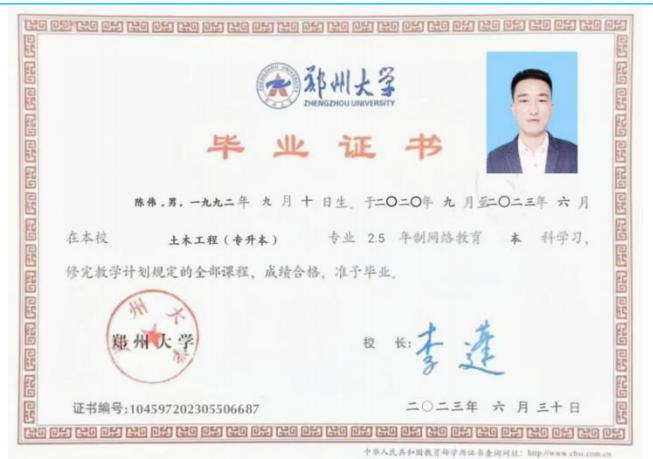 郑州大学
ZHENGZHOU UNIVERSITY
毕业证书
陈伟，男，一九九二年 九 月 十 日生，于二〇二〇年 九 月至二〇二三年 六 月
在本校 土木工程（专升本） 专业 2.5 年制网络教育 本 科学习，
修完教学计划规定的全部课程，成绩合格，准予毕业。
郑州大学
校 长：李蓬
证书编号:104597202305506687
二〇二三年 六 月 三十 日
中华人民共和国教育部学历证书查询网址：http://www.chsi.com.cn